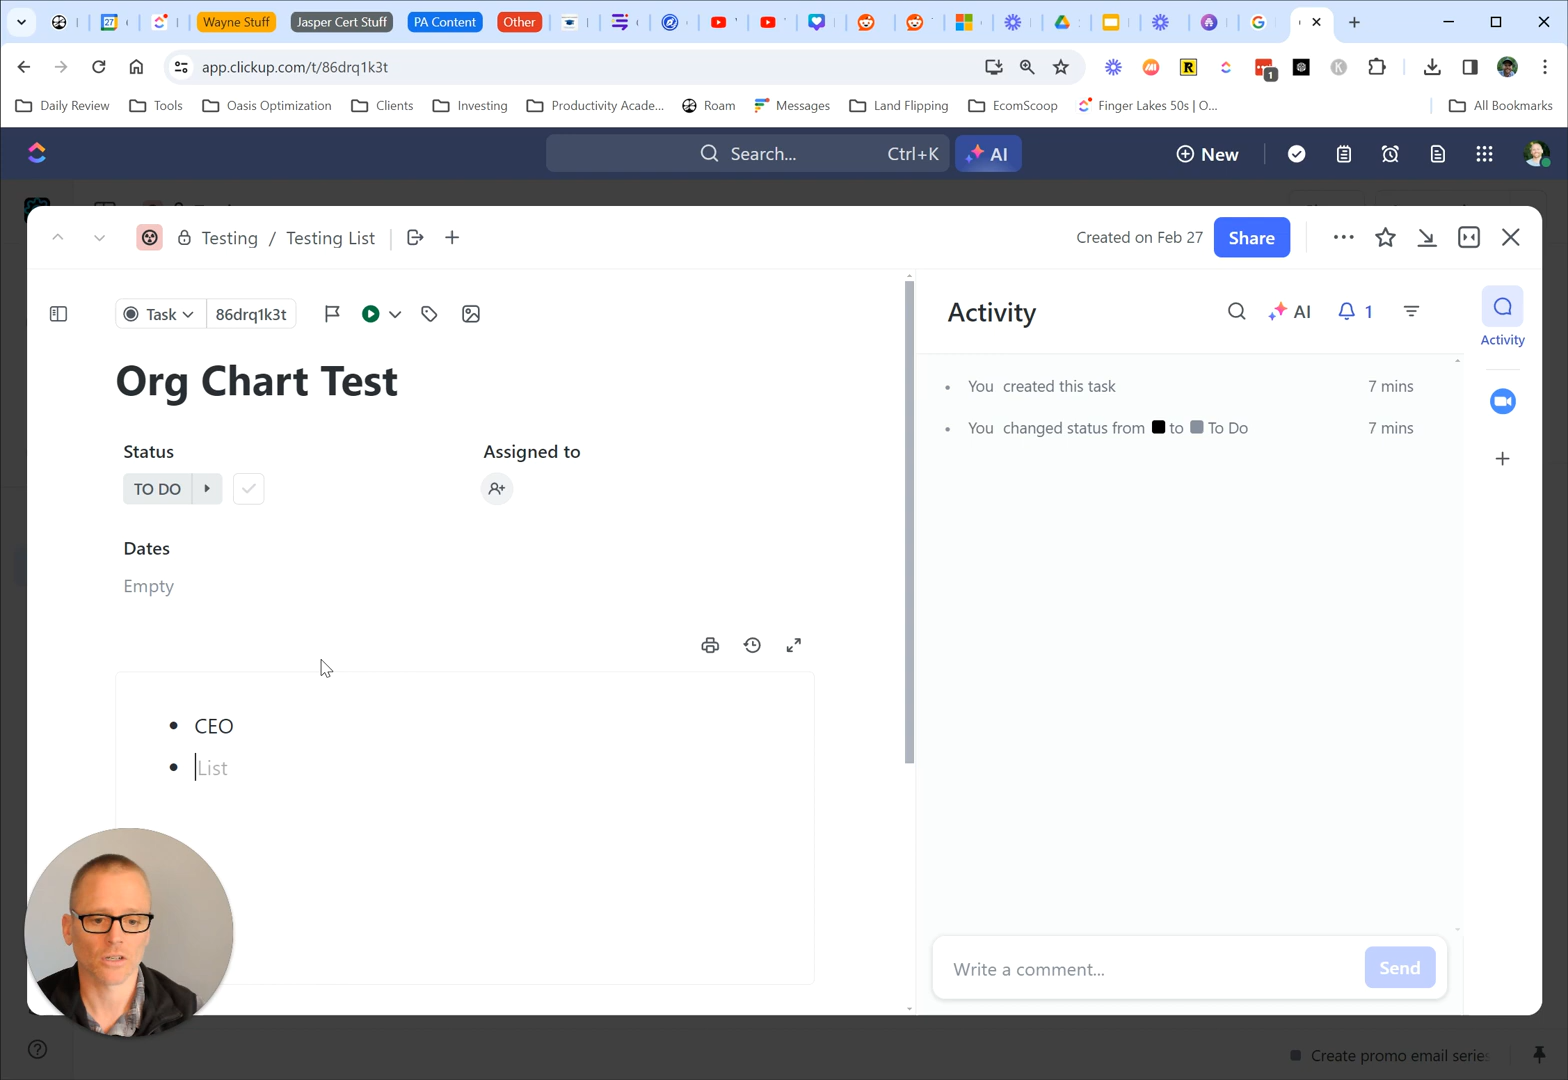 27
Wayne Stuff
Jasper Cert Stuff
PA Content
Other
app.clickup.com/t/86drq1k3t
1
Daily Review
Tools
Oasis Optimization
Clients
Investing
Productivity Acade...
Roam
Messages
Land Flipping
EcomScoop
Finger Lakes 50s | O...
All Bookmarks
Search...
Ctrl+K
AI
New
Testing / Testing List
Created on Feb 27
Share
Task
86drq1k3t
Activity
AI
1
Activity
Org Chart Test
You created this task
7 mins
You changed status from to To Do
7 mins
Status
Assigned to
TO DO
Dates
Empty
• CEO
• List
Write a comment...
Send
Create promo email series